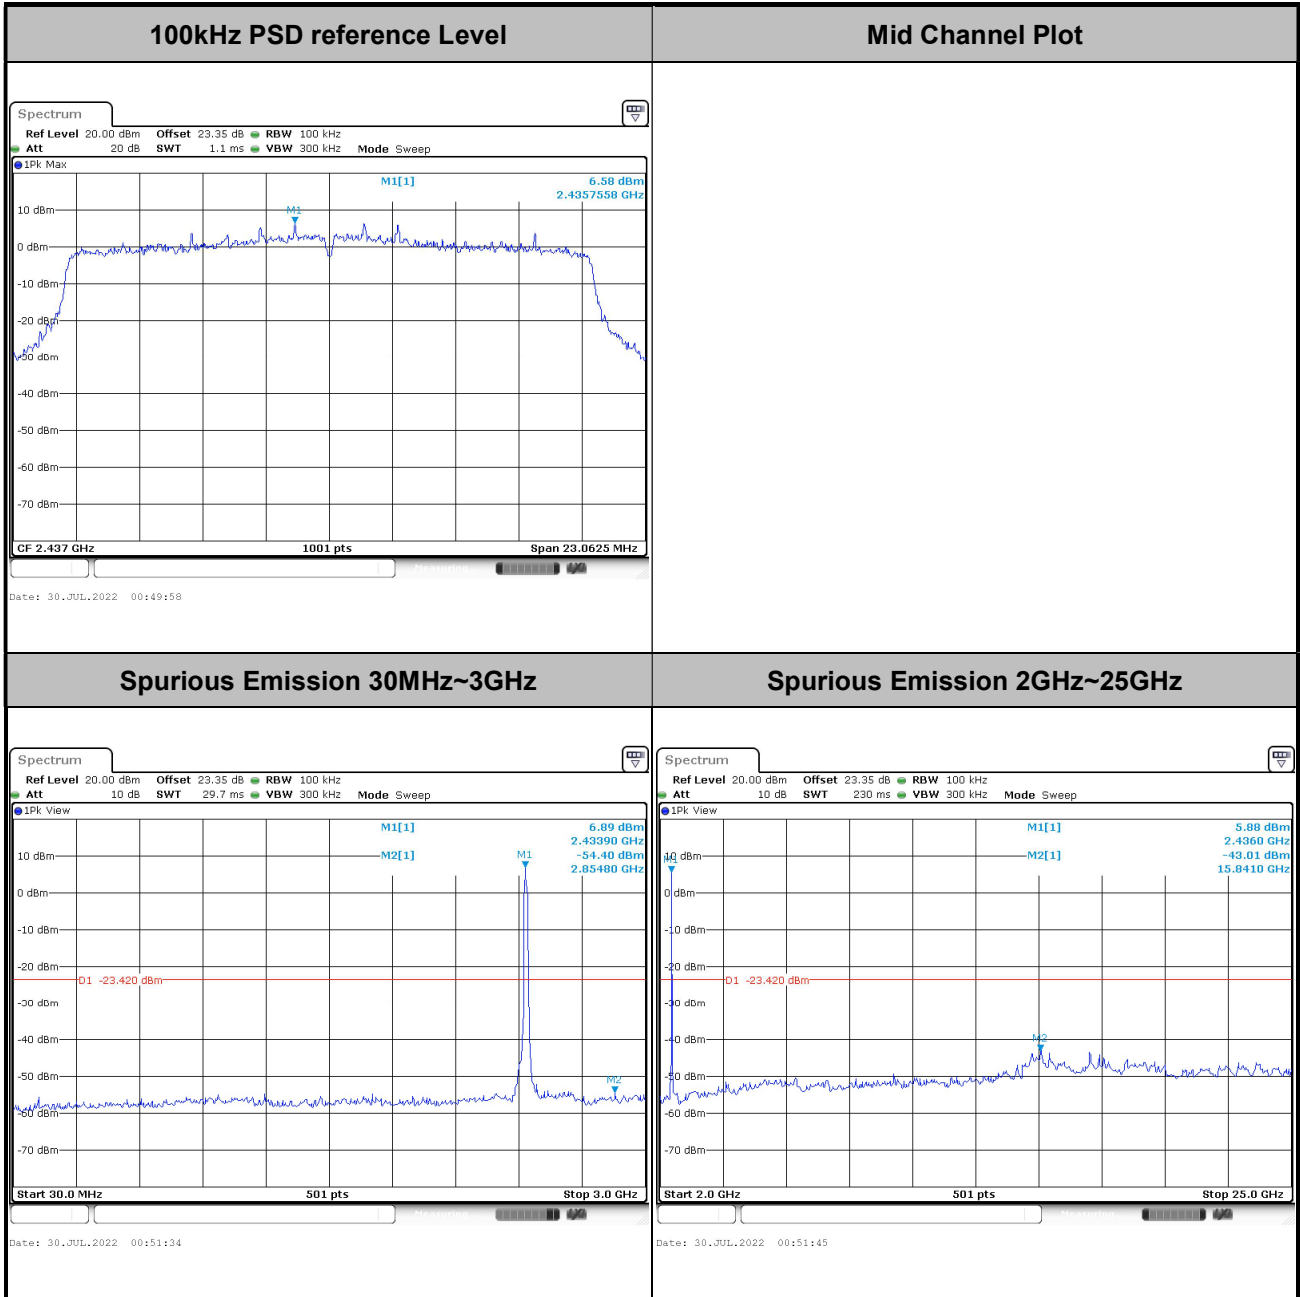 100kHz PSD reference Level
Mid Channel Plot
Spectrum
Ref Level 20.00 dBm Offset 23.35 dB RBW 100 kHz
Att 20 dB SWT 1.1 ms VBW 300 kHz Mode Sweep
1Pk Max
M1[1] 6.58 dBm
2.4357558 GHz
M1
10 dBm
0 dBm
-10 dBm
-20 dBm
-30 dBm
-40 dBm
-50 dBm
-60 dBm
-70 dBm
CF 2.437 GHz 1001 pts Span 23.0625 MHz
Measuring
Date: 30.JUL.2022 00:49:58
Spurious Emission 30MHz~3GHz
Spurious Emission 2GHz~25GHz
Spectrum
Ref Level 20.00 dBm Offset 23.35 dB RBW 100 kHz
Att 10 dB SWT 29.7 ms VBW 300 kHz Mode Sweep
1Pk View
M1[1] 6.89 dBm
2.43390 GHz
M2[1] -54.40 dBm
2.85480 GHz
M1
10 dBm
0 dBm
-10 dBm
-20 dBm
D1 -23.420 dBm
-30 dBm
-40 dBm
-50 dBm
M2
-60 dBm
-70 dBm
Start 30.0 MHz 501 pts Stop 3.0 GHz
Measuring
Date: 30.JUL.2022 00:51:34
Spectrum
Ref Level 20.00 dBm Offset 23.35 dB RBW 100 kHz
Att 10 dB SWT 230 ms VBW 300 kHz Mode Sweep
1Pk View
M1[1] 5.88 dBm
2.4360 GHz
M2[1] -43.01 dBm
15.8410 GHz
10 dBm
M1
0 dBm
-10 dBm
-20 dBm
D1 -23.420 dBm
-30 dBm
-40 dBm
M2
-50 dBm
-60 dBm
-70 dBm
Start 2.0 GHz 501 pts Stop 25.0 GHz
Measuring
Date: 30.JUL.2022 00:51:45